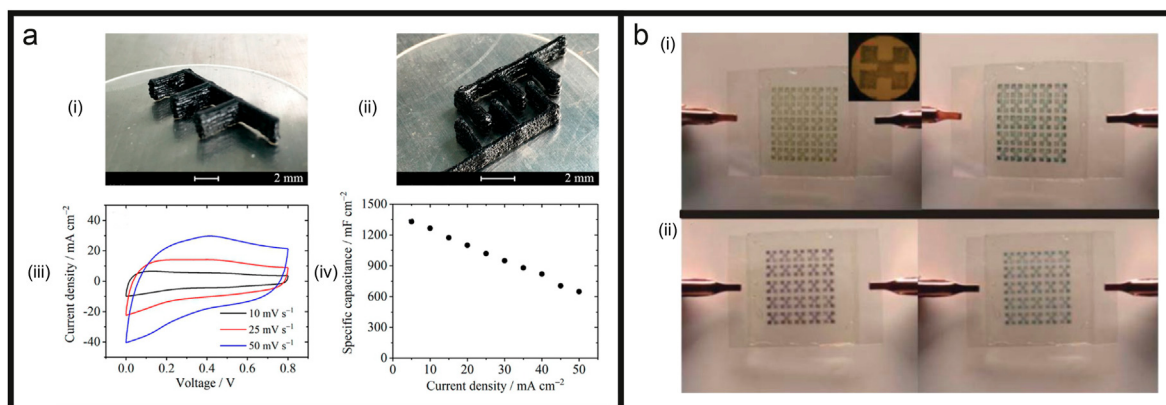 a
(i)
2 mm
(ii)
2 mm
(iii)
Current density / mA cm⁻²
40
20
0
-20
-40
10 mV s⁻¹
25 mV s⁻¹
50 mV s⁻¹
0.0 0.2 0.4 0.6 0.8
Voltage / V
(iv)
Specific capacitance / mF cm⁻²
1500
1200
900
600
300
0
0 10 20 30 40 50
Current density / mA cm⁻²
b
(i)
(ii)